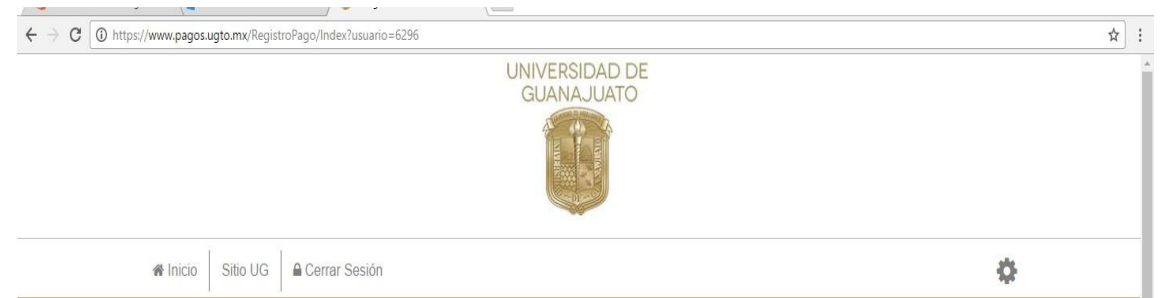 https://www.pagos.ugto.mx/RegistroPago/Index?usuario=6296
UNIVERSIDAD DE
GUANAJUATO
Inicio Sitio UG Cerrar Sesión